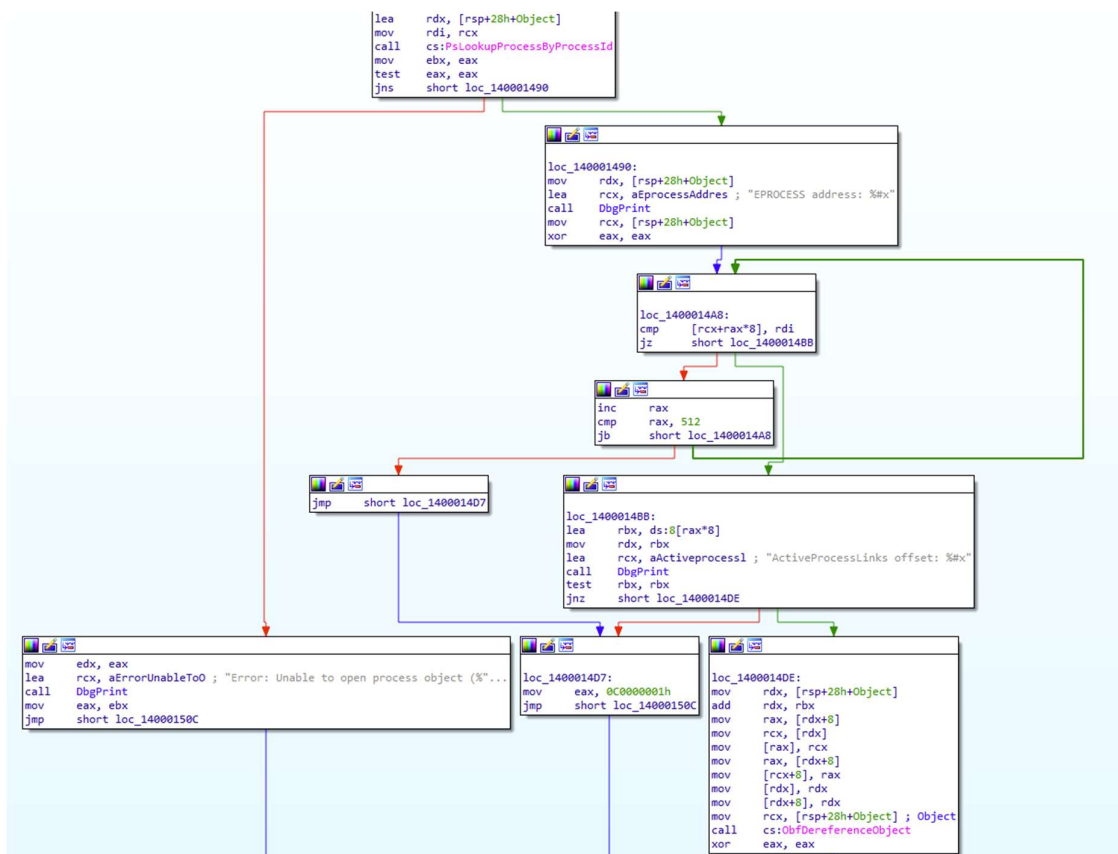 lea rdx, [rsp+28h+Object]
mov rdi, rcx
call cs:PsLookupProcessByProcessId
mov ebx, eax
test eax, eax
jns short loc_140001490
loc_140001490:
mov rdx, [rsp+28h+Object]
lea rcx, aEprocessAddres ; "EPROCESS address: %#x"
call DbgPrint
mov rcx, [rsp+28h+Object]
xor eax, eax
loc_1400014A8:
cmp [rcx+rax*8], rdi
jz short loc_1400014BB
inc rax
cmp rax, 512
jb short loc_1400014A8
jmp short loc_1400014D7
loc_1400014BB:
lea rbx, ds:8[rax*8]
mov rdx, rbx
lea rcx, aActiveprocessl ; "ActiveProcessLinks offset: %#x"
call DbgPrint
test rbx, rbx
jnz short loc_1400014DE
mov edx, eax
lea rcx, aErrorUnableToO ; "Error: Unable to open process object (%"...
call DbgPrint
mov eax, ebx
jmp short loc_14000150C
loc_1400014D7:
mov eax, 0C0000001h
jmp short loc_14000150C
loc_1400014DE:
mov rdx, [rsp+28h+Object]
add rdx, rbx
mov rax, [rdx+8]
mov rcx, [rdx]
mov [rax], rcx
mov rax, [rdx+8]
mov [rcx+8], rax
mov [rdx], rdx
mov [rdx+8], rdx
mov rcx, [rsp+28h+Object] ; Object
call cs:ObfDereferenceObject
xor eax, eax